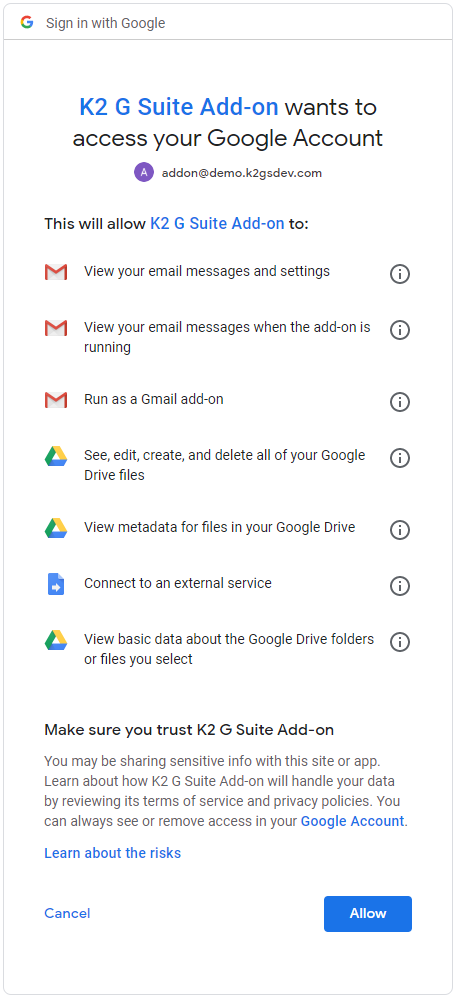 Sign in with Google
K2 G Suite Add-on wants to
access your Google Account
A addon@demo.k2gsdev.com
This will allow K2 G Suite Add-on to:
View your email messages and settings
View your email messages when the add-on is
running
Run as a Gmail add-on
See, edit, create, and delete all of your Google
Drive files
View metadata for files in your Google Drive
Connect to an external service
View basic data about the Google Drive folders
or files you select
Make sure you trust K2 G Suite Add-on
You may be sharing sensitive info with this site or app.
Learn about how K2 G Suite Add-on will handle your data
by reviewing its terms of service and privacy policies. You
can always see or remove access in your Google Account.
Learn about the risks
Cancel
Allow